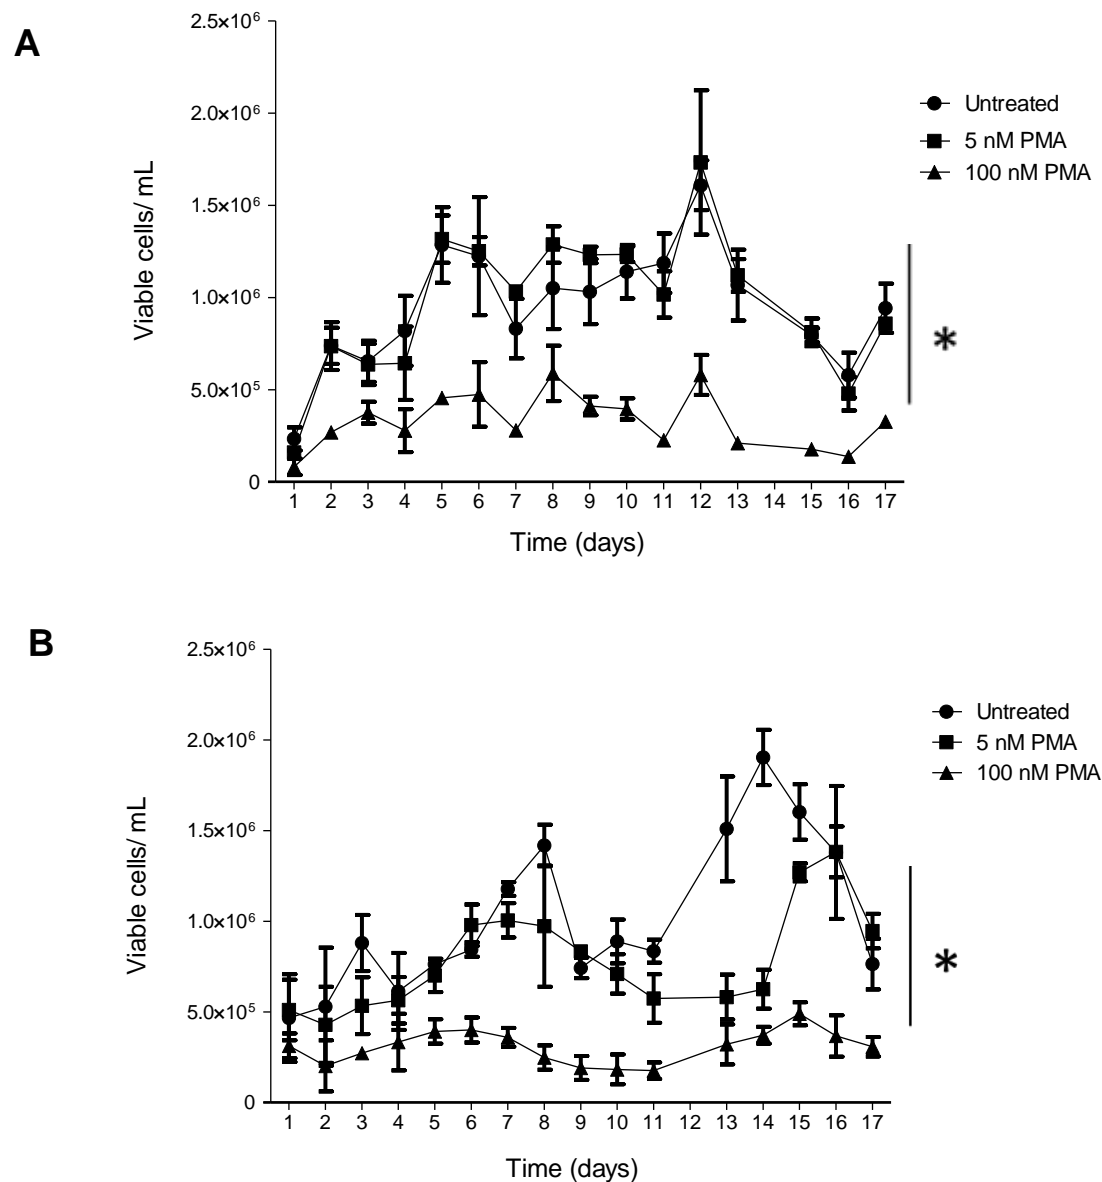 A
2.5×10⁶
2.0×10⁶
1.5×10⁶
1.0×10⁶
5.0×10⁵
0
Viable cells/ mL
1 2 3 4 5 6 7 8 9 10 11 12 13 14 15 16 17
Time (days)
Untreated
5 nM PMA
100 nM PMA
*
B
2.5×10⁶
2.0×10⁶
1.5×10⁶
1.0×10⁶
5.0×10⁵
0
Viable cells/ mL
1 2 3 4 5 6 7 8 9 10 11 12 13 14 15 16 17
Time (days)
Untreated
5 nM PMA
100 nM PMA
*